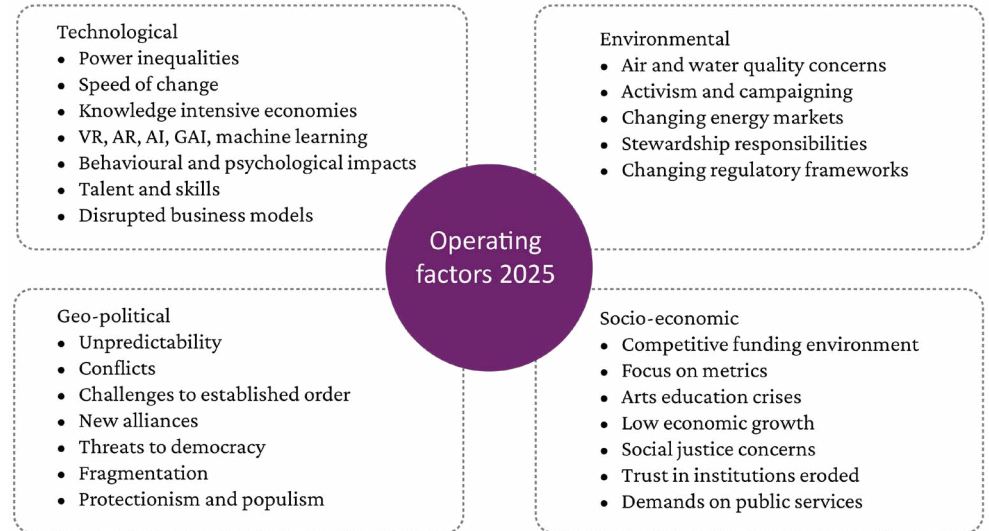 Technological
• Power inequalities
• Speed of change
• Knowledge intensive economies
• VR, AR, AI, GAI, machine learning
• Behavioural and psychological impacts
• Talent and skills
• Disrupted business models
Environmental
• Air and water quality concerns
• Activism and campaigning
• Changing energy markets
• Stewardship responsibilities
• Changing regulatory frameworks
Operating
factors 2025
Geo-political
• Unpredictability
• Conflicts
• Challenges to established order
• New alliances
• Threats to democracy
• Fragmentation
• Protectionism and populism
Socio-economic
• Competitive funding environment
• Focus on metrics
• Arts education crises
• Low economic growth
• Social justice concerns
• Trust in institutions eroded
• Demands on public services